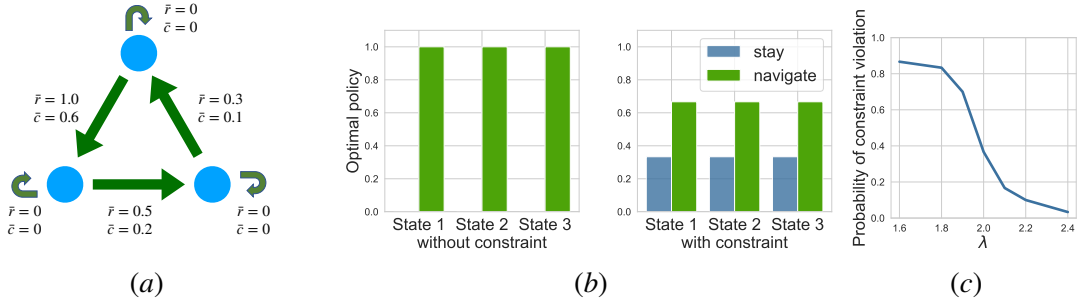 r̄ = 0
c̄ = 0
r̄ = 1.0
c̄ = 0.6
r̄ = 0.3
c̄ = 0.1
r̄ = 0
c̄ = 0
r̄ = 0.5
c̄ = 0.2
r̄ = 0
c̄ = 0
(a)
Optimal policy
1.0
0.8
0.6
0.4
0.2
0.0
State 1 State 2 State 3
without constraint
1.0
0.8
0.6
0.4
0.2
0.0
stay
navigate
State 1 State 2 State 3
with constraint
(b)
Probability of constraint violation
1.0
0.8
0.6
0.4
0.2
0.0
1.6 1.8 2.0 2.2 2.4
λ
(c)